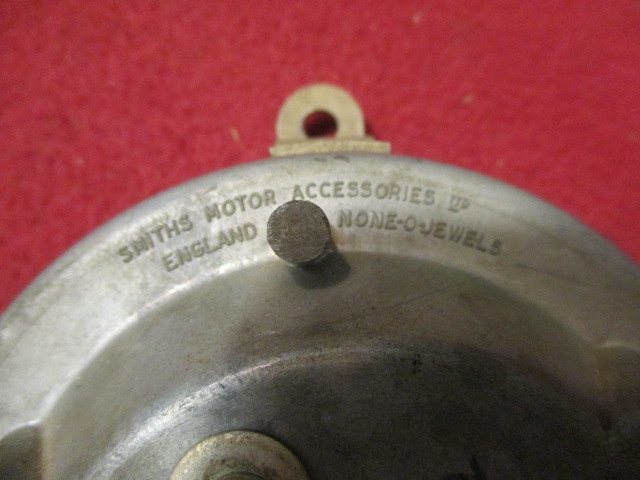 SMITHS MOTOR ACCESSORIES LTD
ENGLAND NONE-O-JEWELS